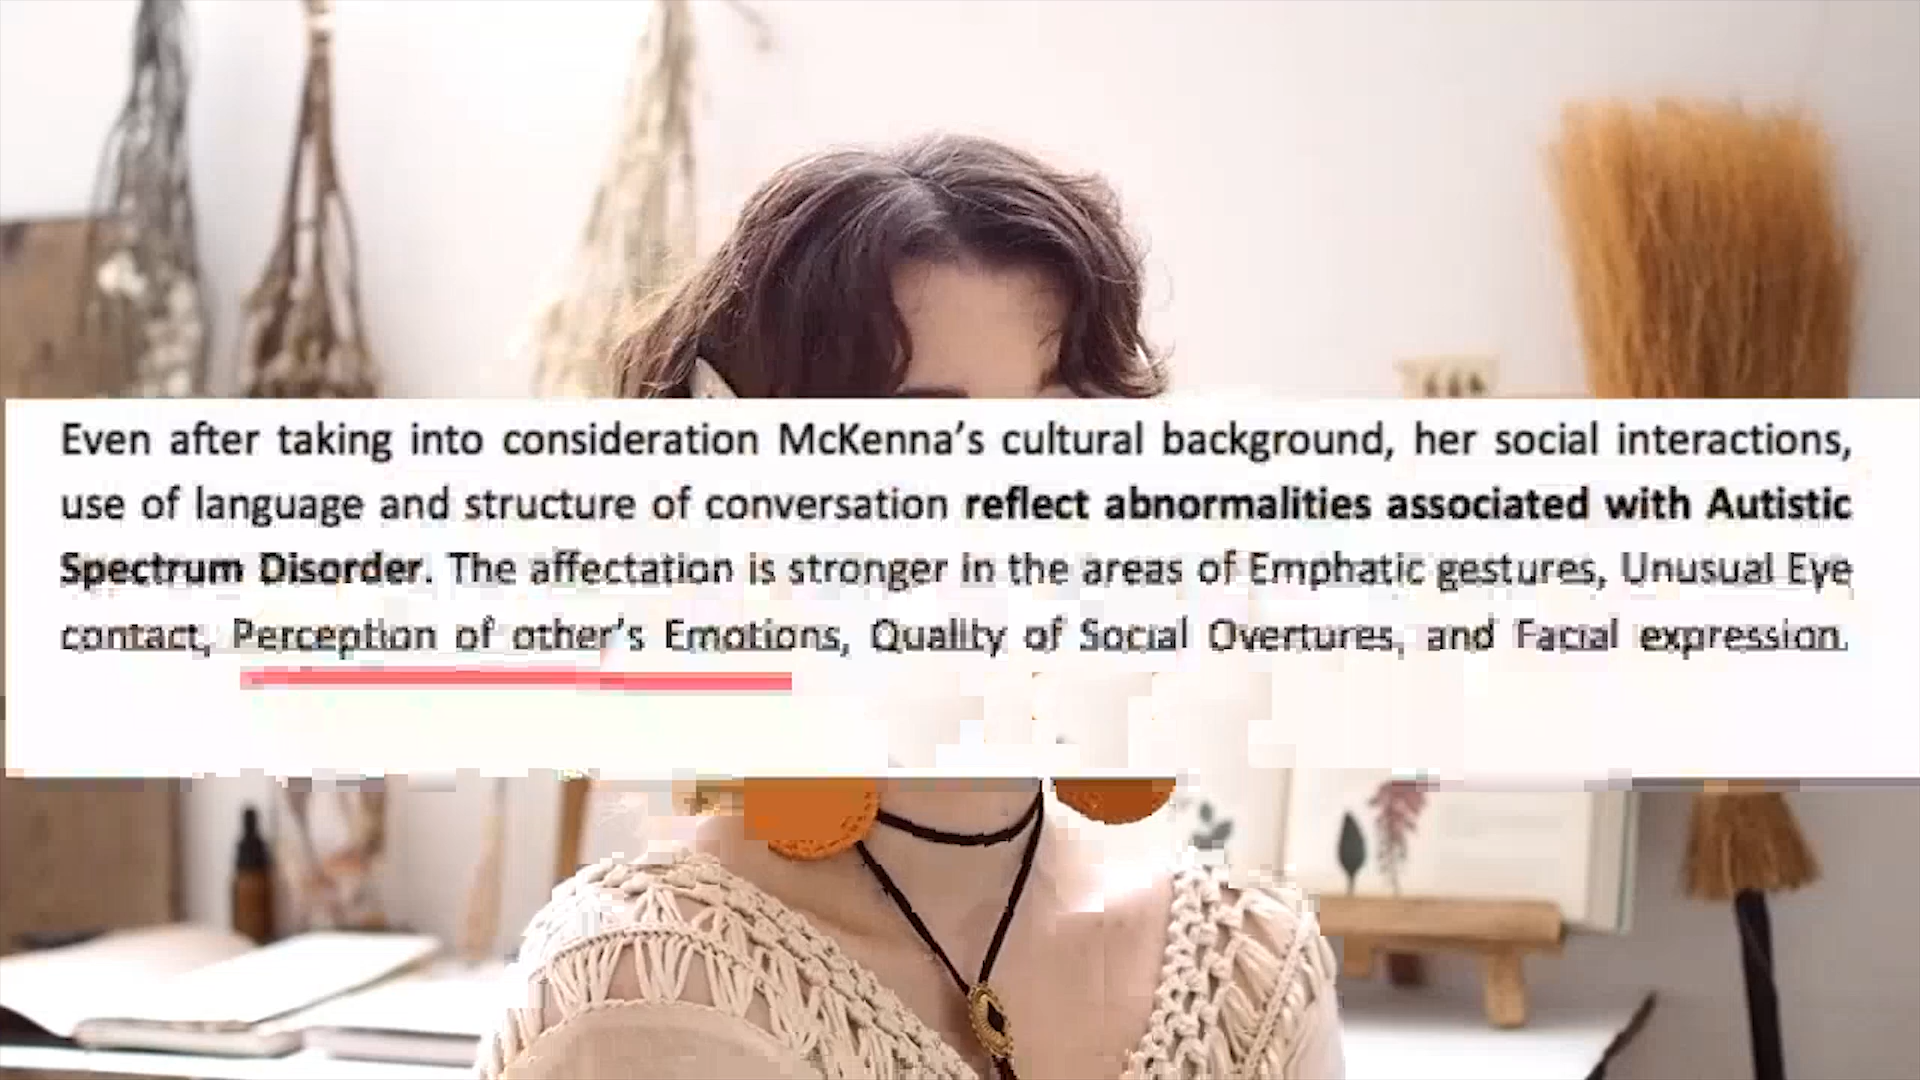 Even after taking into consideration McKenna's cultural background, her social interactions,
use of language and structure of conversation reflect abnormalities associated with Autistic
Spectrum Disorder. The affectation is stronger in the areas of Emphatic gestures, Unusual Eye
contact, Perception of other's Emotions, Quality of Social Overtures, and Facial expression.